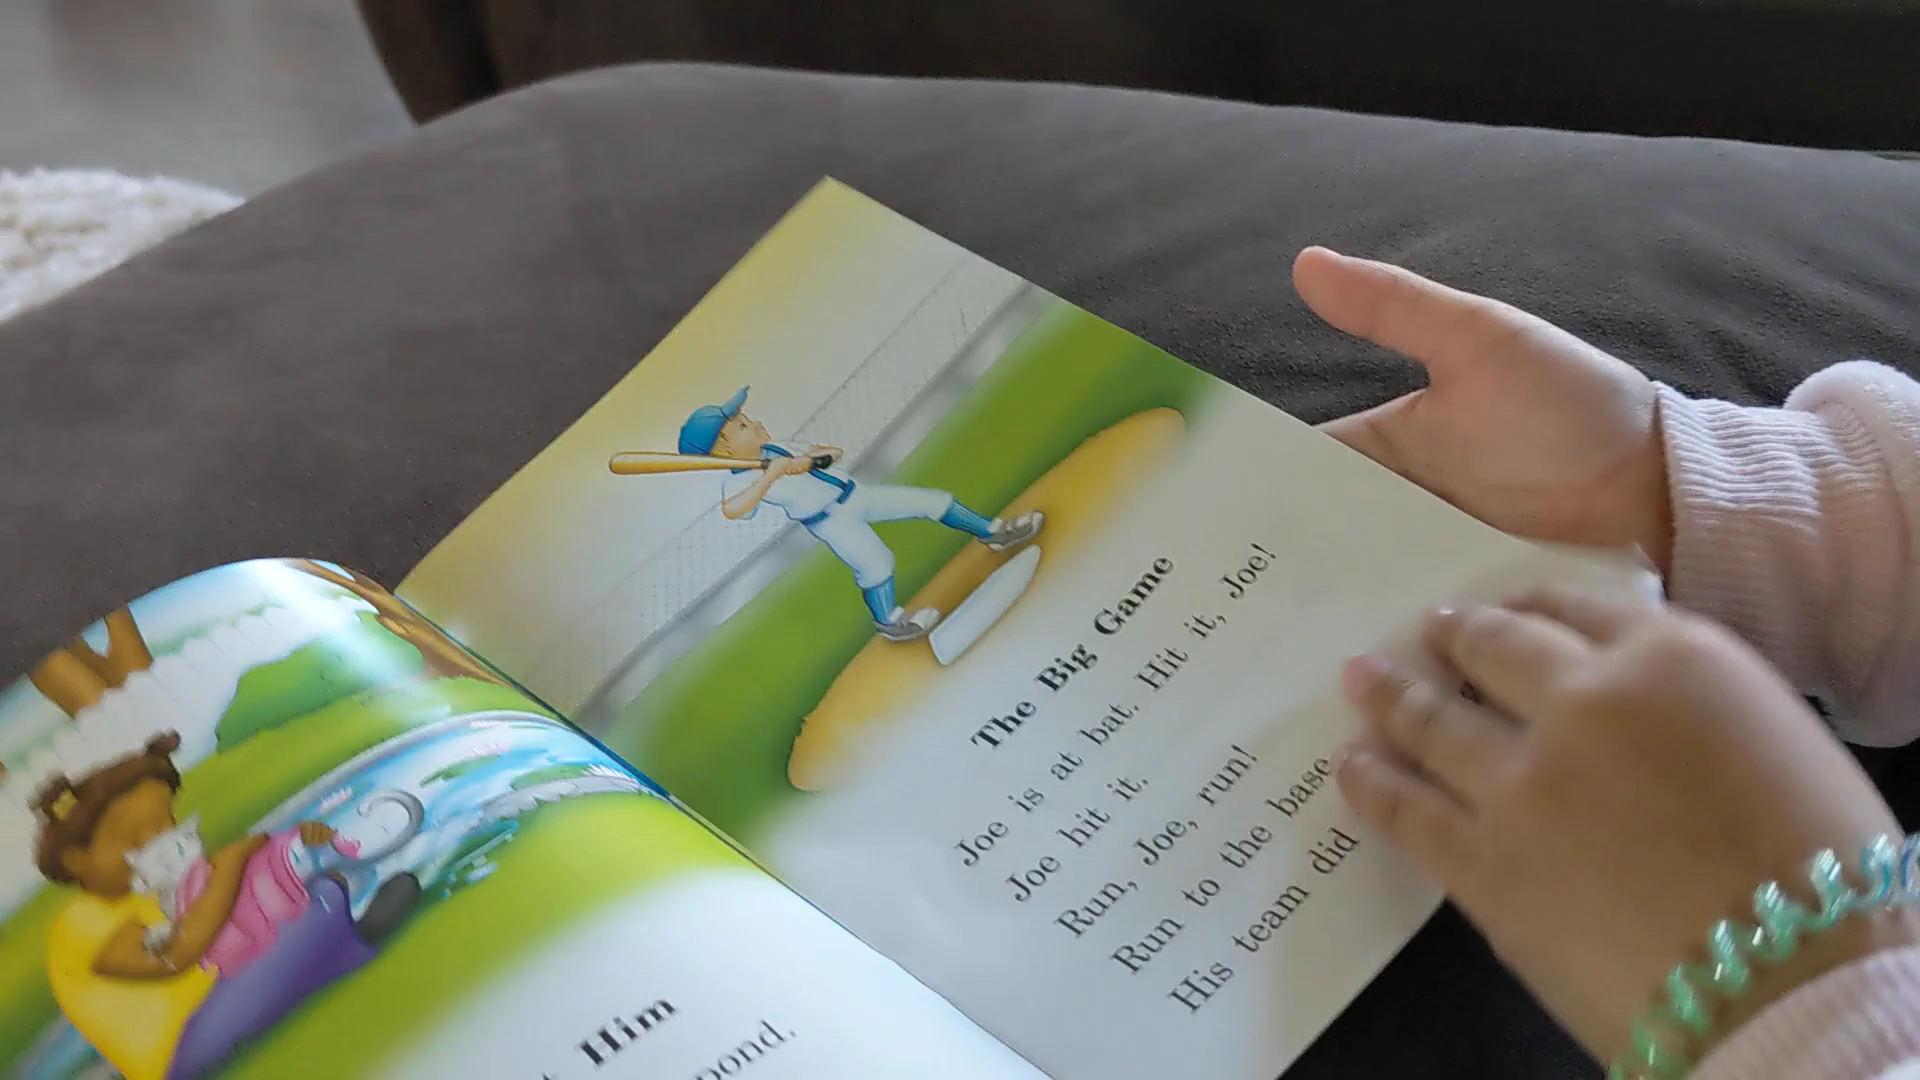 Him
pond.
The Big Game
Joe is at bat. Hit it, Joe!
Joe hit it.
Run, Joe, run!
Run to the base
His team did